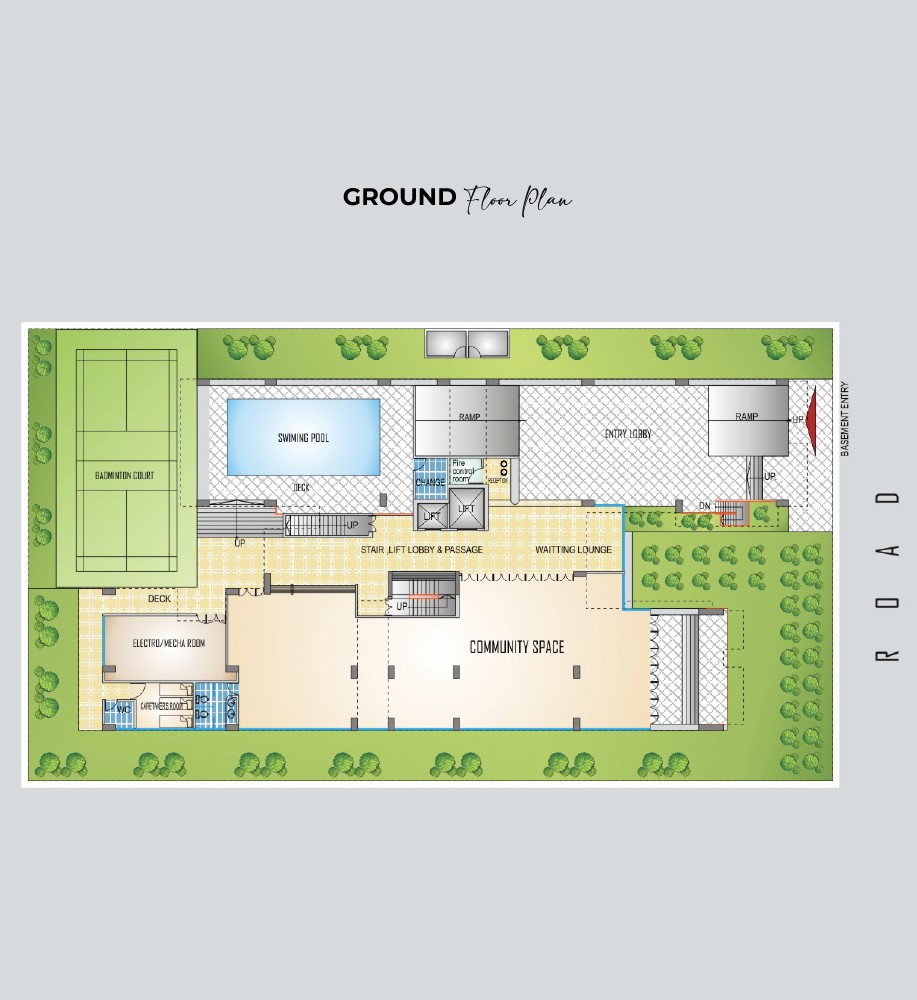 GROUND Floor Plan
BASEMENT ENTRY
RAMP
RAMP
UP
SWIMING POOL
ENTRY LOBBY
BADMINTON COURT
Fire
control
room
CHANGE
RECEPTION
UP
DECK
LIFT
LIFT
DN
UP
UP
STAIR ,LIFT LOBBY & PASSAGE
WAITTING LOUNGE
ROAD
DECK
UP
ELECTRO/MECHA ROOM
COMMUNITY SPACE
WC
CARETAKERS ROOM